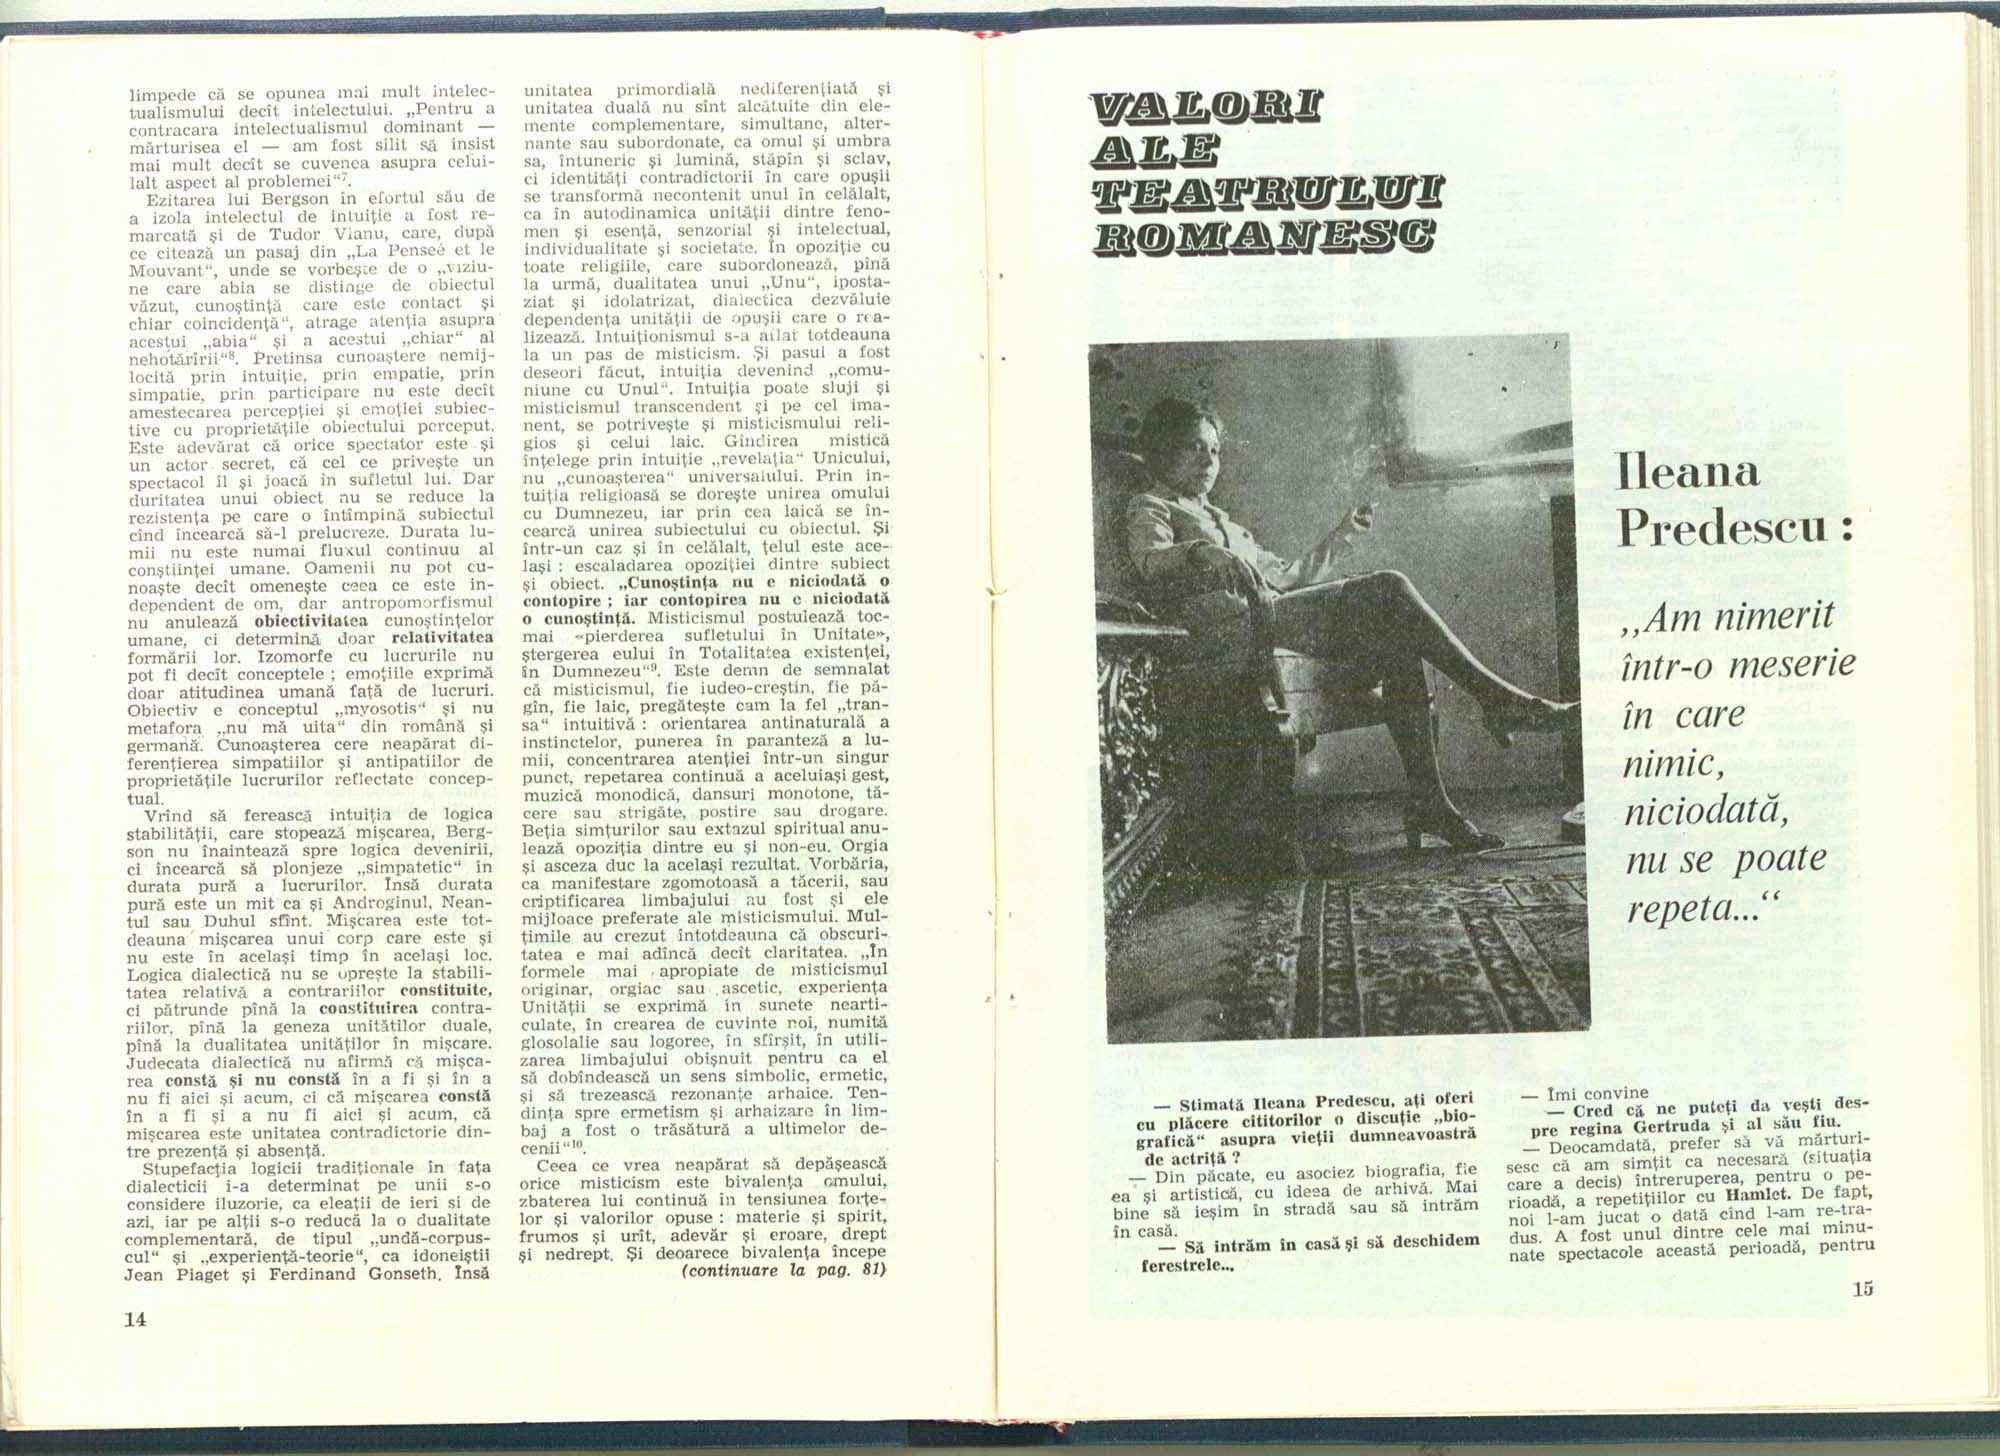 limpede că se opunea mai mult intelec-
tualismului decît intelectului. „Pentru a
contracara intelectualismul dominant —
mărturisea el — am fost silit să insist
mai mult decît se cuvenea asupra celui-
lalt aspect al problemei“⁷.
Ezitarea lui Bergson în efortul său de
a izola intelectul de intuiție a fost re-
marcată și de Tudor Vianu, care, după
ce citează un pasaj din „La Penseé et le
Mouvant“, unde se vorbește de o „viziu-
ne care abia se distinge de obiectul
văzut, cunoștință care este contact și
chiar coincidență“, atrage atenția asupra
acestui „abia“ și a acestui „chiar“ al
nehotărîrii“⁸. Pretinsa cunoaștere nemij-
locită prin intuiție, prin empatie, prin
simpatie, prin participare nu este decît
amestecarea percepției și emoției subiec-
tive cu proprietățile obiectului perceput.
Este adevărat că orice spectator este și
un actor secret, că cel ce privește un
spectacol îl și joacă în sufletul lui. Dar
duritatea unui obiect nu se reduce la
rezistența pe care o întîmpină subiectul
cînd încearcă să-l prelucreze. Durata lu-
mii nu este numai fluxul continuu al
conștiinței umane. Oamenii nu pot cu-
noaște decît omenește ceea ce este in-
dependent de om, dar antropomorfismul
nu anulează obiectivitatea cunoștințelor
umane, ci determină doar relativitatea
formării lor. Izomorfe cu lucrurile nu
pot fi decît conceptele ; emoțiile exprimă
doar atitudinea umană față de lucruri.
Obiectiv e conceptul „myosotis“ și nu
metafora „nu mă uita“ din română și
germană. Cunoașterea cere neapărat di-
ferențierea simpatiilor și antipatiilor de
proprietățile lucrurilor reflectate concep-
tual.
Vrînd să ferească intuiția de logica
stabilității, care stopează mișcarea, Berg-
son nu înaintează spre logica devenirii,
ci încearcă să plonjeze „simpatetic“ în
durata pură a lucrurilor. Însă durata
pură este un mit ca și Androginul, Nean-
tul sau Duhul sfînt. Mișcarea este tot-
deauna mișcarea unui corp care este și
nu este în același timp în același loc.
Logica dialectică nu se oprește la stabili-
tatea relativă a contrariilor constituite,
ci pătrunde pînă la constituirea contra-
riilor, pînă la geneza unităților duale,
pînă la dualitatea unităților în mișcare.
Judecata dialectică nu afirmă că mișca-
rea constă și nu constă în a fi și în a
nu fi aici și acum, ci că mișcarea constă
în a fi și a nu fi aici și acum, că
mișcarea este unitatea contradictorie din-
tre prezență și absență.
Stupefacția logicii tradiționale în fața
dialecticii i-a determinat pe unii s-o
considere iluzorie, ca eleații de ieri și de
azi, iar pe alții s-o reducă la o dualitate
complementară, de tipul „undă-corpus-
cul“ și „experiență-teorie“, ca idoneiștii
Jean Piaget și Ferdinand Gonseth. Însă
14
unitatea primordială nediferențiată și
unitatea duală nu sînt alcătuite din ele-
mente complementare, simultane, alter-
nante sau subordonate, ca omul și umbra
sa, întuneric și lumină, stăpîn și sclav,
ci identități contradictorii în care opușii
se transformă necontenit unul în celălalt,
ca în autodinamica unității dintre feno-
men și esență, senzorial și intelectual,
individualitate și societate. În opoziție cu
toate religiile, care subordonează, pînă
la urmă, dualitatea unui „Unu“, iposta-
ziat și idolatrizat, dialectica dezvăluie
dependența unității de opușii care o rea-
lizează. Intuiționismul s-a aflat totdeauna
la un pas de misticism. Și pasul a fost
deseori făcut, intuiția devenind „comu-
niune cu Unul“. Intuiția poate sluji și
misticismul transcendent și pe cel ima-
nent, se potrivește și misticismului reli-
gios și celui laic. Gîndirea mistică
înțelege prin intuiție „revelația“ Unicului,
nu „cunoașterea“ universalului. Prin in-
tuiția religioasă se dorește unirea omului
cu Dumnezeu, iar prin cea laică se în-
cearcă unirea subiectului cu obiectul. Și
într-un caz și în celălalt, țelul este ace-
lași : escaladarea opoziției dintre subiect
și obiect. „Cunoștința nu e niciodată o
contopire ; iar contopirea nu e niciodată
o cunoștință. Misticismul postulează toc-
mai «pierderea sufletului în Unitate»,
ștergerea eului în Totalitatea existenței,
în Dumnezeu“⁹. Este demn de semnalat
că misticismul, fie iudeo-creștin, fie pă-
gîn, fie laic, pregătește cam la fel „tran-
sa“ intuitivă : orientarea antinaturală a
instinctelor, punerea în paranteză a lu-
mii, concentrarea atenției într-un singur
punct, repetarea continuă a aceluiași gest,
muzică monodică, dansuri monotone, tă-
cere sau strigăte, postire sau drogare.
Beția simțurilor sau extazul spiritual anu-
lează opoziția dintre eu și non-eu. Orgia
și asceza duc la același rezultat. Vorbăria,
ca manifestare zgomotoasă a tăcerii, sau
criptificarea limbajului au fost și ele
mijloace preferate ale misticismului. Mul-
țimile au crezut întotdeauna că obscuri-
tatea e mai adîncă decît claritatea. „În
formele mai apropiate de misticismul
originar, orgiac sau ascetic, experiența
Unității se exprimă în sunete nearti-
culate, în crearea de cuvinte noi, numită
glosolalie sau logoree, în sfîrșit, în utili-
zarea limbajului obișnuit pentru ca el
să dobîndească un sens simbolic, ermetic,
și să trezească rezonanțe arhaice. Ten-
dința spre ermetism și arhaizare în lim-
baj a fost o trăsătură a ultimelor de-
cenii“¹⁰.
Ceea ce vrea neapărat să depășească
orice misticism este bivalența omului,
zbaterea lui continuă în tensiunea forțe-
lor și valorilor opuse : materie și spirit,
frumos și urît, adevăr și eroare, drept
și nedrept. Și deoarece bivalența începe
(continuare la pag. 81)
VALORI
ALE
TEATRULUI
ROMANESC
Ileana
Predescu :
„Am nimerit
într-o meserie
în care
nimic,
niciodată,
nu se poate
repeta...“
— Stimată Ileana Predescu, ați oferi
cu plăcere cititorilor o discuție „bio-
grafică“ asupra vieții dumneavoastră
de actriță ?
— Din păcate, eu asociez biografia, fie
ea și artistică, cu ideea de arhivă. Mai
bine să ieșim în stradă sau să intrăm
în casă.
— Să intrăm în casă și să deschidem
ferestrele...
— Îmi convine
— Cred că ne puteți da vești des-
pre regina Gertruda și al său fiu.
— Deocamdată, prefer să vă mărturi-
sesc că am simțit ca necesară (situația
care a decis) întreruperea, pentru o pe-
rioadă, a repetițiilor cu Hamlet. De fapt,
noi l-am jucat o dată cînd l-am re-tra-
dus. A fost unul dintre cele mai minu-
nate spectacole această perioadă, pentru
15